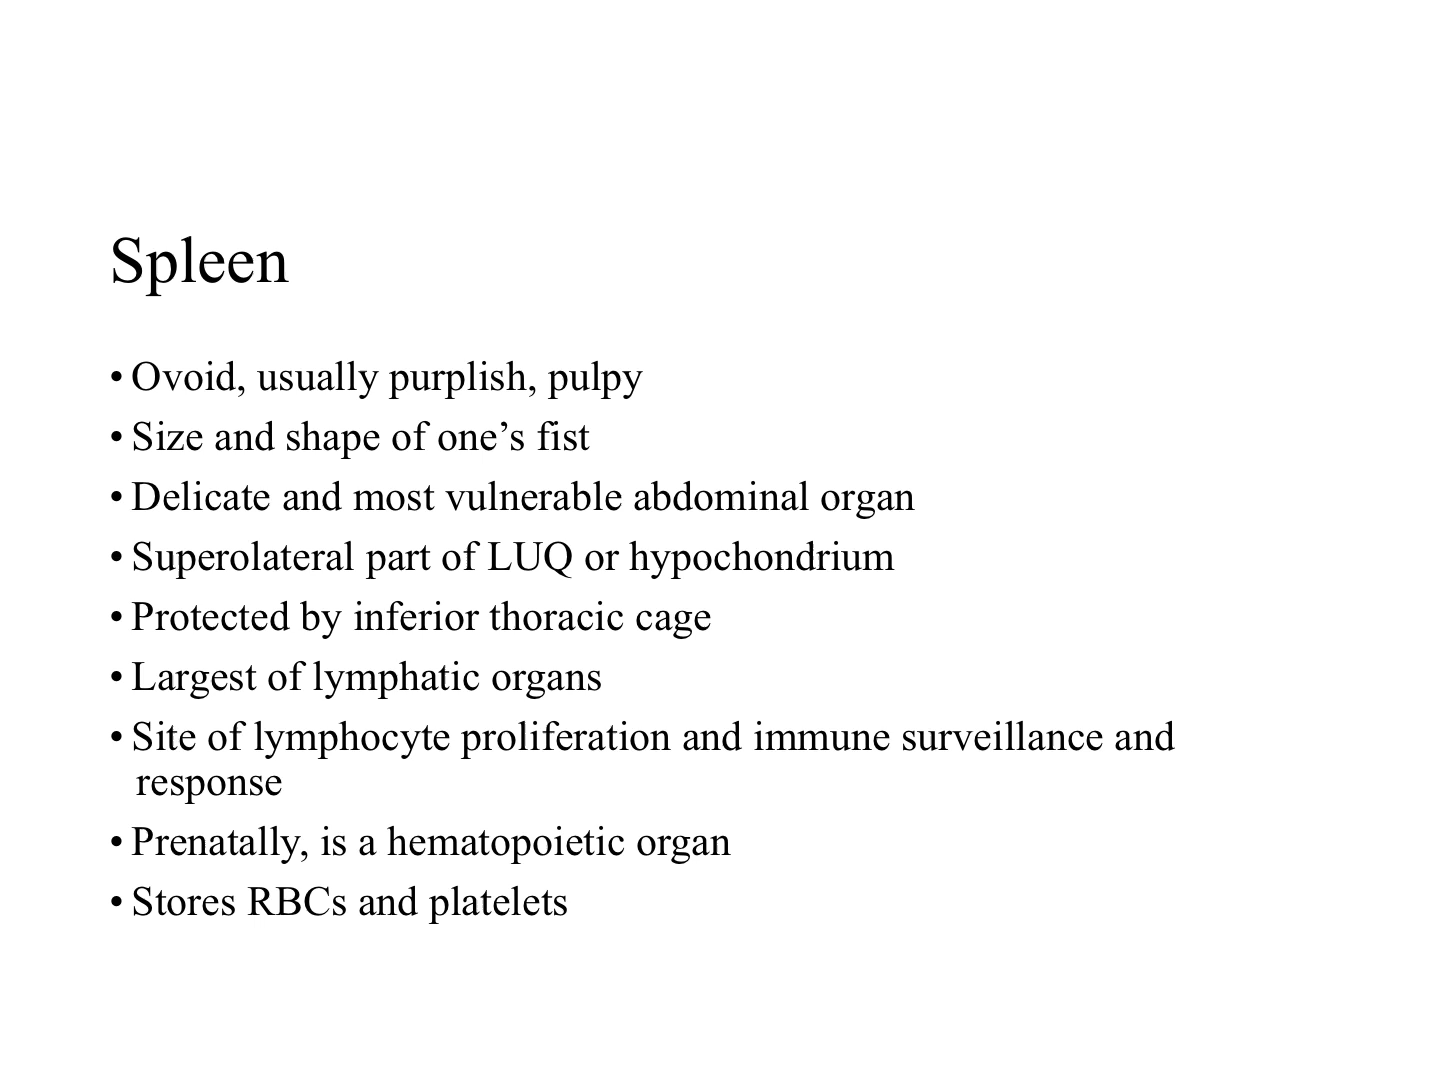 Spleen
• Ovoid, usually purplish, pulpy
• Size and shape of one’s fist
• Delicate and most vulnerable abdominal organ
• Superolateral part of LUQ or hypochondrium
• Protected by inferior thoracic cage
• Largest of lymphatic organs
• Site of lymphocyte proliferation and immune surveillance and
response
• Prenatally, is a hematopoietic organ
• Stores RBCs and platelets